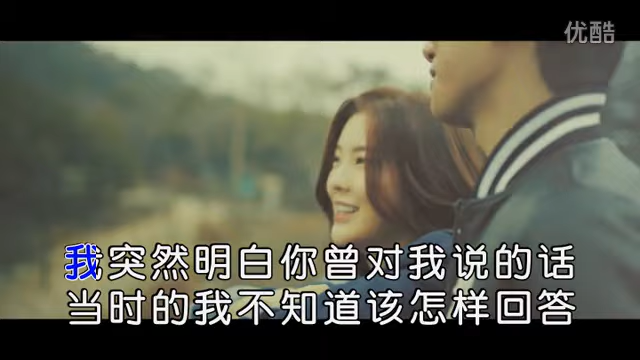 优酷
我突然明白你曾对我说的话
当时的我不知道该怎样回答